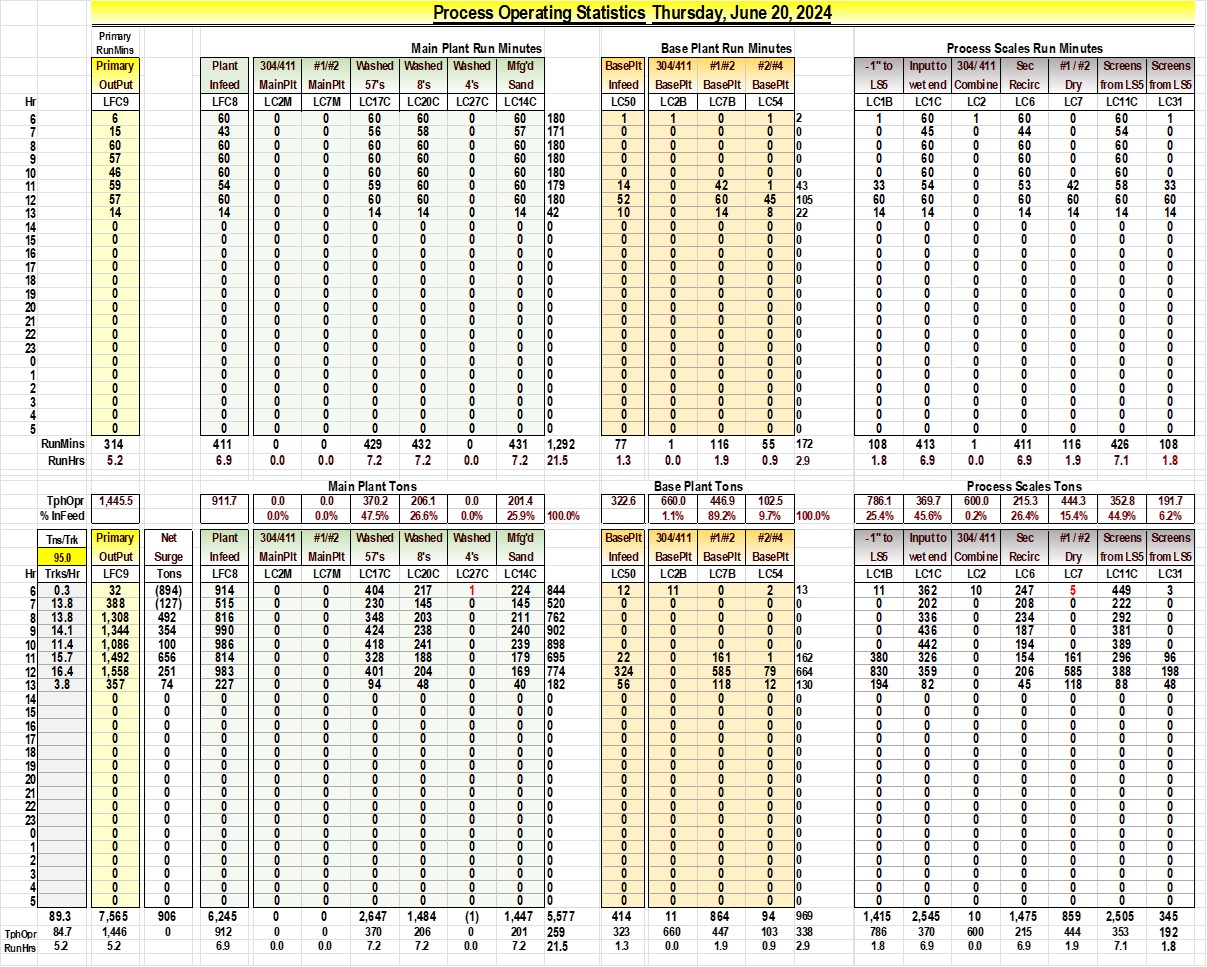 Process Operating Statistics Thursday, June 20, 2024
Primary
RunMins Main Plant Run Minutes Base Plant Run Minutes Process Scales Run Minutes
Primary Plant 304/411 #1/#2 Washed Washed Washed Mfg'd BasePlt 304/411 #1/#2 #2/#4 -1" to Input to 304/ 411 Sec #1 / #2 Screens Screens
OutPut Infeed MainPlt MainPlt 57's 8's 4's Sand Infeed BasePlt BasePlt BasePlt LS5 wet end Combine Recirc Dry from LS5 from LS5
Hr LFC9 LFC8 LC2M LC7M LC17C LC20C LC27C LC14C LC50 LC2B LC7B LC54 LC1B LC1C LC2 LC6 LC7 LC11C LC31
6 6 60 0 0 60 60 0 60 180 1 1 0 1 2 1 60 1 60 0 60 1
7 15 43 0 0 56 58 0 57 171 0 0 0 0 0 0 45 0 44 0 54 0
8 60 60 0 0 60 60 0 60 180 0 0 0 0 0 0 60 0 60 0 60 0
9 57 60 0 0 60 60 0 60 180 0 0 0 0 0 0 60 0 60 0 60 0
10 46 60 0 0 60 60 0 60 180 0 0 0 0 0 0 60 0 60 0 60 0
11 59 54 0 0 59 60 0 60 179 14 0 42 1 43 33 54 0 53 42 58 33
12 57 60 0 0 60 60 0 60 180 52 0 60 45 105 60 60 0 60 60 60 60
13 14 14 0 0 14 14 0 14 42 10 0 14 8 22 14 14 0 14 14 14 14
14 0 0 0 0 0 0 0 0 0 0 0 0 0 0 0 0 0 0 0 0 0
15 0 0 0 0 0 0 0 0 0 0 0 0 0 0 0 0 0 0 0 0 0
16 0 0 0 0 0 0 0 0 0 0 0 0 0 0 0 0 0 0 0 0 0
17 0 0 0 0 0 0 0 0 0 0 0 0 0 0 0 0 0 0 0 0 0
18 0 0 0 0 0 0 0 0 0 0 0 0 0 0 0 0 0 0 0 0 0
19 0 0 0 0 0 0 0 0 0 0 0 0 0 0 0 0 0 0 0 0 0
20 0 0 0 0 0 0 0 0 0 0 0 0 0 0 0 0 0 0 0 0 0
21 0 0 0 0 0 0 0 0 0 0 0 0 0 0 0 0 0 0 0 0 0
22 0 0 0 0 0 0 0 0 0 0 0 0 0 0 0 0 0 0 0 0 0
23 0 0 0 0 0 0 0 0 0 0 0 0 0 0 0 0 0 0 0 0 0
0 0 0 0 0 0 0 0 0 0 0 0 0 0 0 0 0 0 0 0 0 0
1 0 0 0 0 0 0 0 0 0 0 0 0 0 0 0 0 0 0 0 0 0
2 0 0 0 0 0 0 0 0 0 0 0 0 0 0 0 0 0 0 0 0 0
3 0 0 0 0 0 0 0 0 0 0 0 0 0 0 0 0 0 0 0 0 0
4 0 0 0 0 0 0 0 0 0 0 0 0 0 0 0 0 0 0 0 0 0
5 0 0 0 0 0 0 0 0 0 0 0 0 0 0 0 0 0 0 0 0 0
RunMins 314 411 0 0 429 432 0 431 1,292 77 1 116 55 172 108 413 1 411 116 426 108
RunHrs 5.2 6.9 0.0 0.0 7.2 7.2 0.0 7.2 21.5 1.3 0.0 1.9 0.9 2.9 1.8 6.9 0.0 6.9 1.9 7.1 1.8
Main Plant Tons Base Plant Tons Process Scales Tons
TphOpr 1,445.5 911.7 0.0 0.0 370.2 206.1 0.0 201.4 322.6 660.0 446.9 102.5 786.1 369.7 600.0 215.3 444.3 352.8 191.7
% InFeed 0.0% 0.0% 47.5% 26.6% 0.0% 25.9% 100.0% 1.1% 89.2% 9.7% 100.0% 25.4% 45.6% 0.2% 26.4% 15.4% 44.9% 6.2%
Tns/Trk Primary Net Plant 304/411 #1/#2 Washed Washed Washed Mfg'd BasePlt 304/411 #1/#2 #2/#4 -1" to Input to 304/ 411 Sec #1 / #2 Screens Screens
95.0 OutPut Surge Infeed MainPlt MainPlt 57's 8's 4's Sand Infeed BasePlt BasePlt BasePlt LS5 wet end Combine Recirc Dry from LS5 from LS5
Hr Trks/Hr LFC9 Tons LFC8 LC2M LC7M LC17C LC20C LC27C LC14C LC50 LC2B LC7B LC54 LC1B LC1C LC2 LC6 LC7 LC11C LC31
6 0.3 32 (894) 914 0 0 404 217 1 224 844 12 11 0 2 13 11 362 10 247 5 449 3
7 13.8 388 (127) 515 0 0 230 145 0 145 520 0 0 0 0 0 0 202 0 208 0 222 0
8 13.8 1,308 492 816 0 0 348 203 0 211 762 0 0 0 0 0 0 336 0 234 0 292 0
9 14.1 1,344 354 990 0 0 424 238 0 240 902 0 0 0 0 0 0 436 0 187 0 381 0
10 11.4 1,086 100 986 0 0 418 241 0 239 898 0 0 0 0 0 0 442 0 194 0 389 0
11 15.7 1,492 656 814 0 0 328 188 0 179 695 22 0 161 1 162 380 326 0 154 161 296 96
12 16.4 1,558 251 983 0 0 401 204 0 169 774 324 0 585 79 664 830 359 0 206 585 388 198
13 3.8 357 74 227 0 0 94 48 0 40 182 56 0 118 12 130 194 82 0 45 118 88 48
14 0 0 0 0 0 0 0 0 0 0 0 0 0 0 0 0 0 0 0 0 0 0
15 0 0 0 0 0 0 0 0 0 0 0 0 0 0 0 0 0 0 0 0 0 0
16 0 0 0 0 0 0 0 0 0 0 0 0 0 0 0 0 0 0 0 0 0 0
17 0 0 0 0 0 0 0 0 0 0 0 0 0 0 0 0 0 0 0 0 0 0
18 0 0 0 0 0 0 0 0 0 0 0 0 0 0 0 0 0 0 0 0 0 0
19 0 0 0 0 0 0 0 0 0 0 0 0 0 0 0 0 0 0 0 0 0 0
20 0 0 0 0 0 0 0 0 0 0 0 0 0 0 0 0 0 0 0 0 0 0
21 0 0 0 0 0 0 0 0 0 0 0 0 0 0 0 0 0 0 0 0 0 0
22 0 0 0 0 0 0 0 0 0 0 0 0 0 0 0 0 0 0 0 0 0 0
23 0 0 0 0 0 0 0 0 0 0 0 0 0 0 0 0 0 0 0 0 0 0
0 0 0 0 0 0 0 0 0 0 0 0 0 0 0 0 0 0 0 0 0 0 0
1 0 0 0 0 0 0 0 0 0 0 0 0 0 0 0 0 0 0 0 0 0 0
2 0 0 0 0 0 0 0 0 0 0 0 0 0 0 0 0 0 0 0 0 0 0
3 0 0 0 0 0 0 0 0 0 0 0 0 0 0 0 0 0 0 0 0 0 0
4 0 0 0 0 0 0 0 0 0 0 0 0 0 0 0 0 0 0 0 0 0 0
5 0 0 0 0 0 0 0 0 0 0 0 0 0 0 0 0 0 0 0 0 0 0
89.3 7,565 906 6,245 0 0 2,647 1,484 (1) 1,447 5,577 414 11 864 94 969 1,415 2,545 10 1,475 859 2,505 345
TphOpr 84.7 1,446 0 912 0 0 370 206 0 201 259 323 660 447 103 338 786 370 600 215 444 353 192
RunHrs 5.2 5.2 6.9 0.0 0.0 7.2 7.2 0.0 7.2 21.5 1.3 0.0 1.9 0.9 2.9 1.8 6.9 0.0 6.9 1.9 7.1 1.8